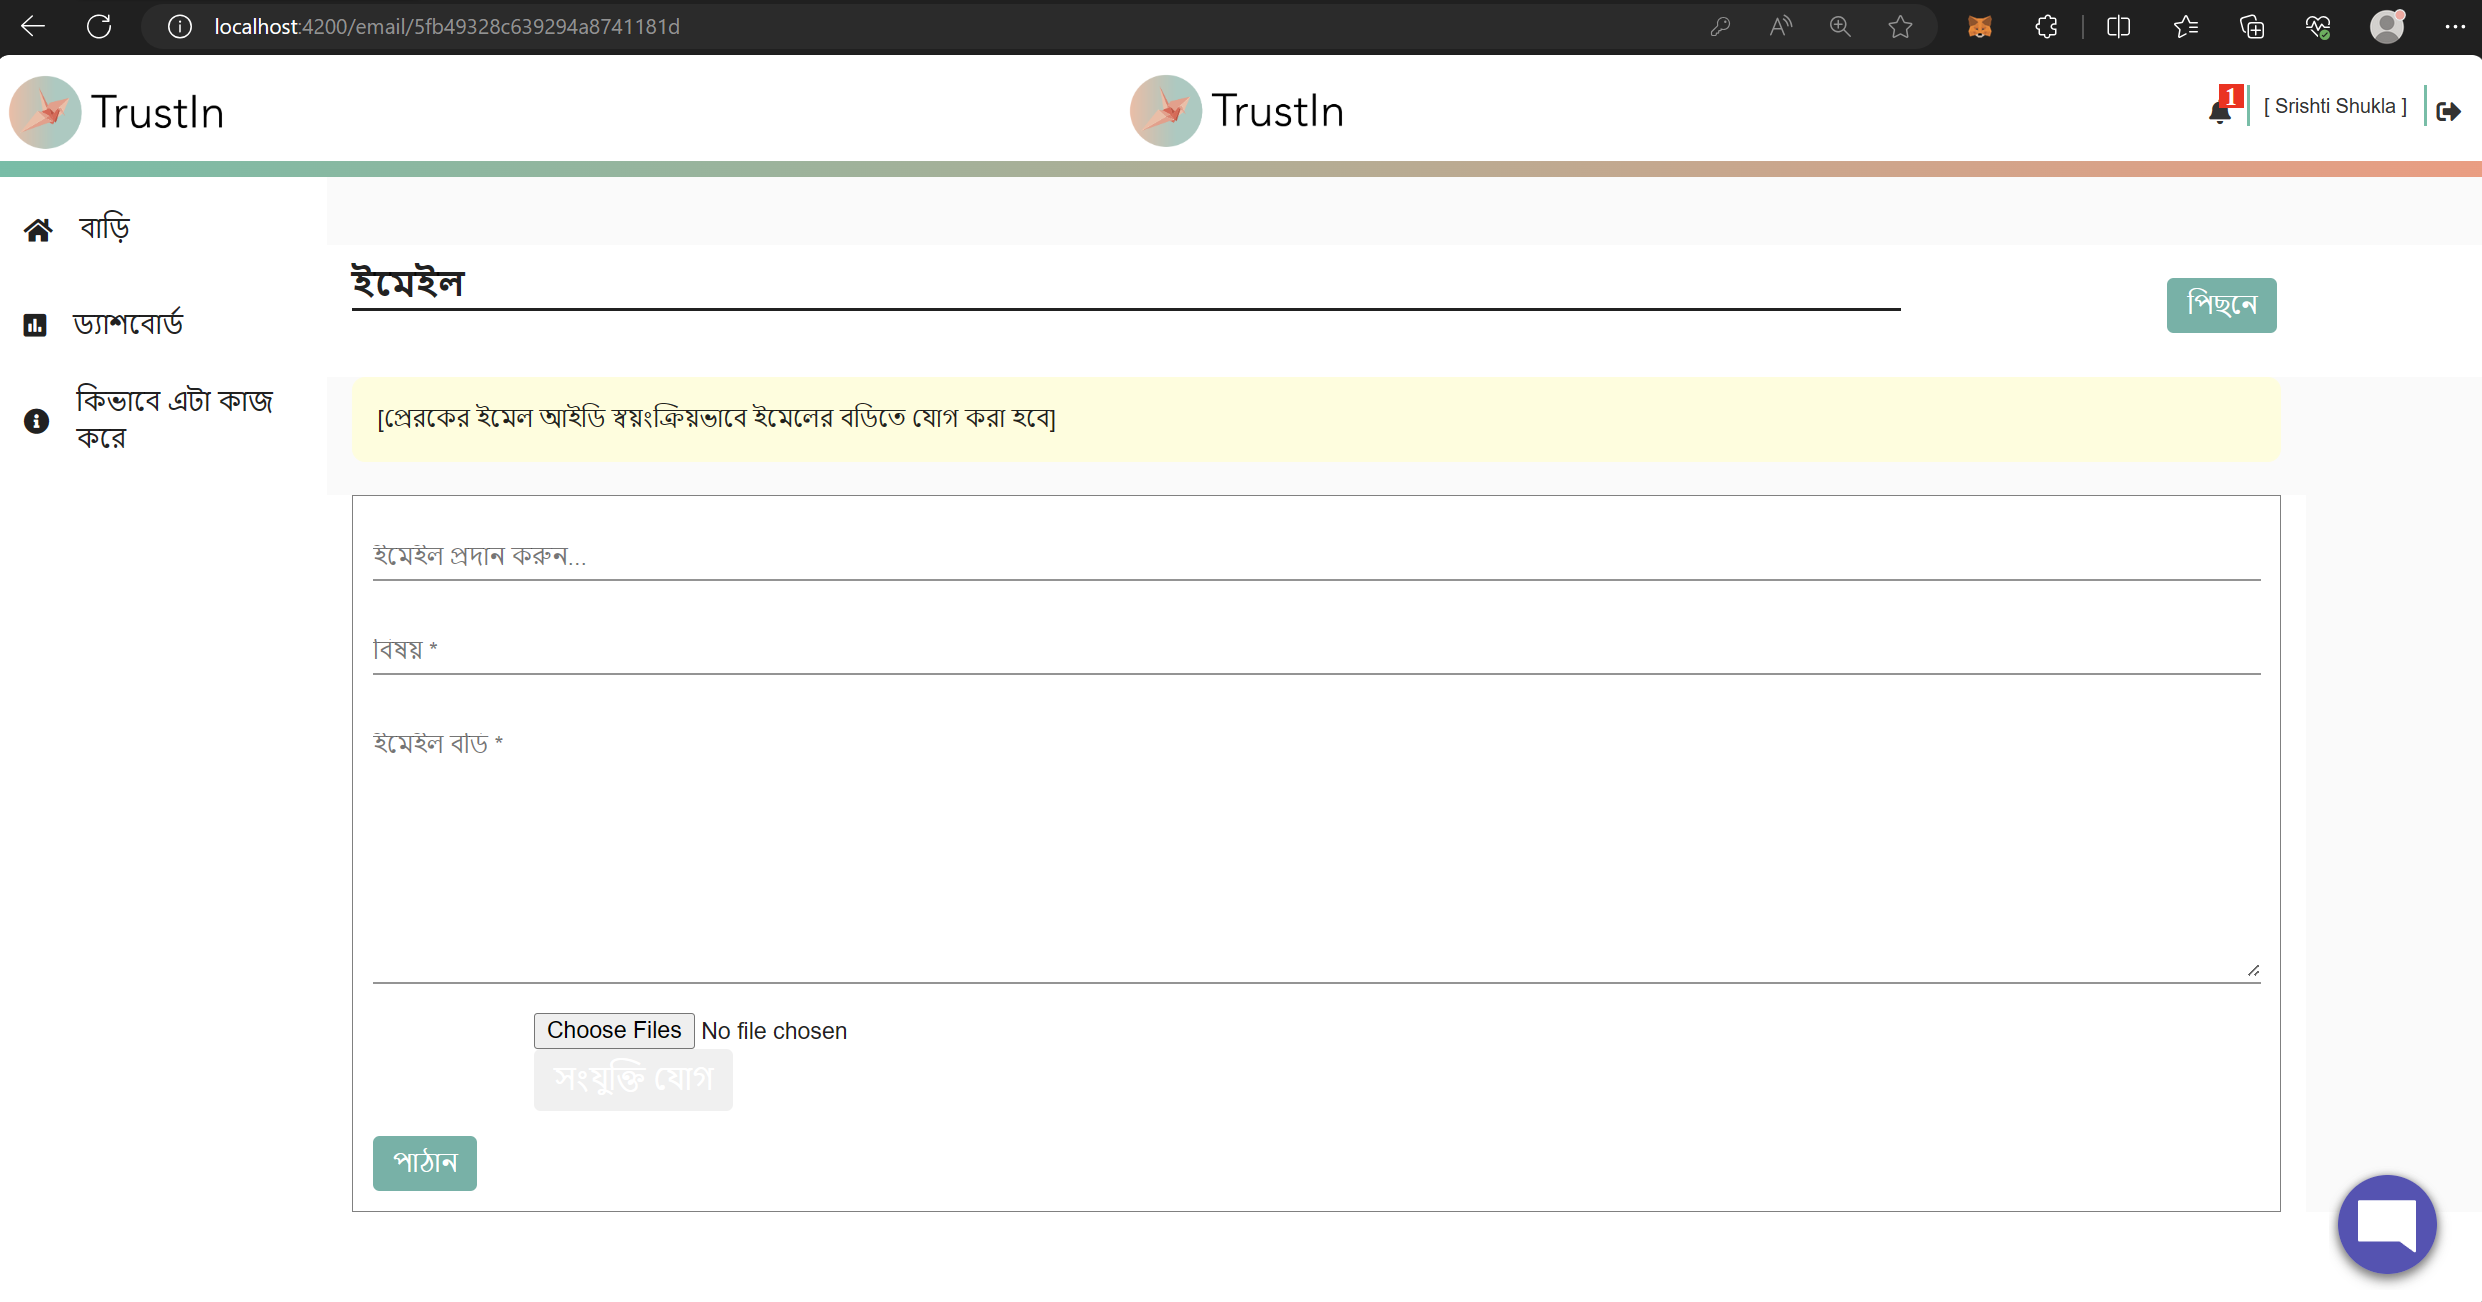 localhost:4200/email/5fb49328c639294a8741181d
TrustIn
TrustIn
1
[ Srishti Shukla ]
বাড়ি
ড্যাশবোর্ড
কিভাবে এটা কাজ
করে
ইমেইল
পিছনে
[প্রেরকের ইমেল আইডি স্বয়ংক্রিয়ভাবে ইমেলের বডিতে যোগ করা হবে]
ইমেইল প্রদান করুন...
বিষয় *
ইমেইল বডি *
Choose Files No file chosen
সংযুক্তি যোগ
পাঠান